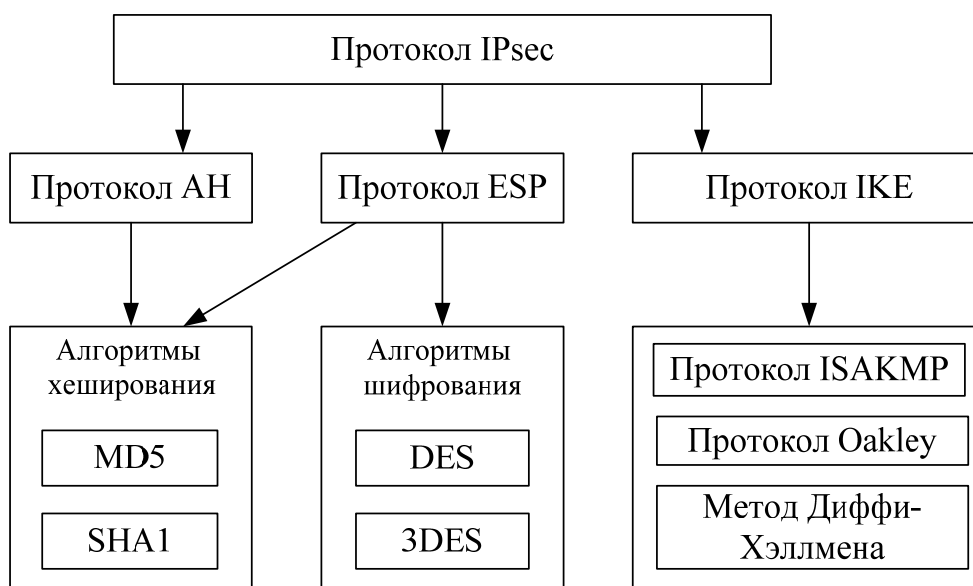 Протокол IPsec
Протокол AH
Протокол ESP
Протокол IKE
Алгоритмы
хеширования
MD5
SHA1
Алгоритмы
шифрования
DES
3DES
Протокол ISAKMP
Протокол Oakley
Метод Диффи-
Хэллмена